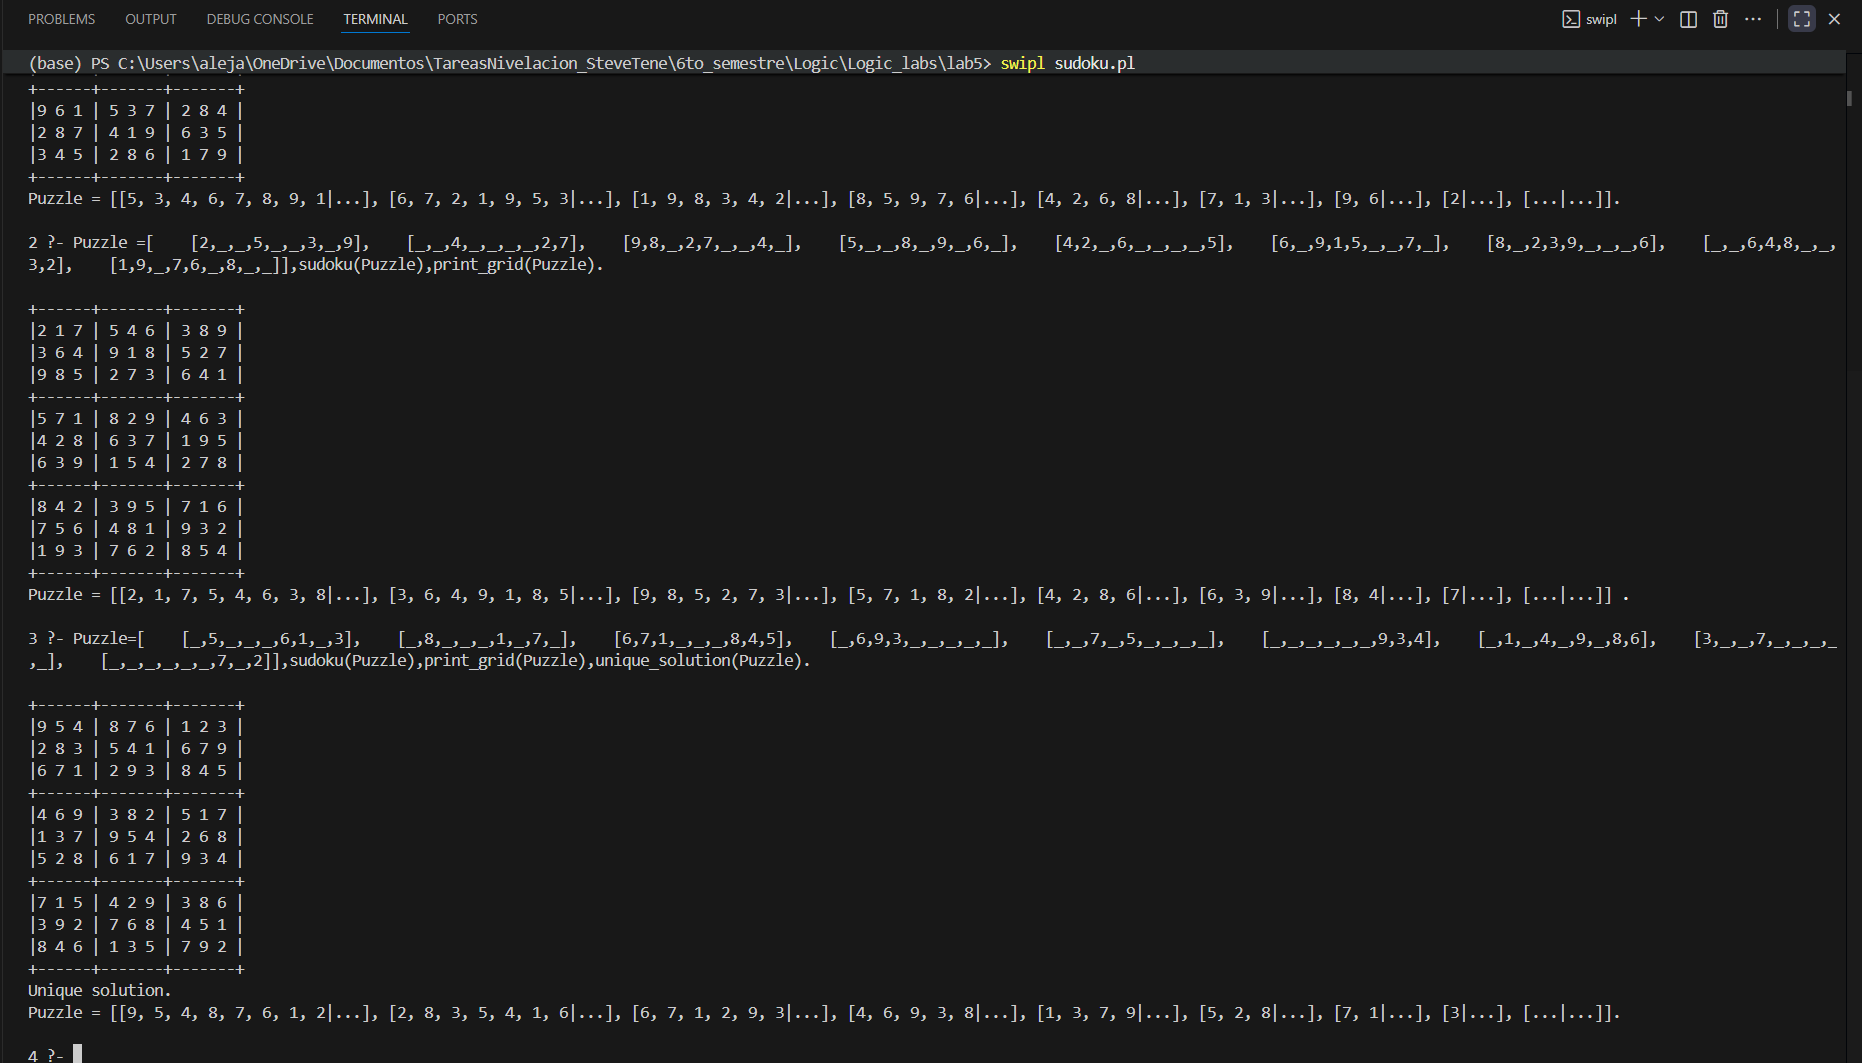 PROBLEMS OUTPUT DEBUG CONSOLE TERMINAL PORTS swipl
(base) PS C:\Users\aleja\OneDrive\Documentos\TareasNivelacion_SteveTene\6to_semestre\Logic\Logic_labs\lab5> swipl sudoku.pl
+------+-------+-------+
|9 6 1 | 5 3 7 | 2 8 4 |
|2 8 7 | 4 1 9 | 6 3 5 |
|3 4 5 | 2 8 6 | 1 7 9 |
+------+-------+-------+
Puzzle = [[5, 3, 4, 6, 7, 8, 9, 1|...], [6, 7, 2, 1, 9, 5, 3|...], [1, 9, 8, 3, 4, 2|...], [8, 5, 9, 7, 6|...], [4, 2, 6, 8|...], [7, 1, 3|...], [9, 6|...], [2|...], [...|...]].
2 ?- Puzzle =[    [2,_,_,5,_,_,3,_,9],    [_,_,4,_,_,_,_,2,7],    [9,8,_,2,7,_,_,4,_],    [5,_,_,8,_,9,_,6,_],    [4,2,_,6,_,_,_,_,5],    [6,_,9,1,5,_,_,7,_],    [8,_,2,3,9,_,_,_,6],    [_,_,6,4,8,_,_,
3,2],    [1,9,_,7,6,_,8,_,_]],sudoku(Puzzle),print_grid(Puzzle).
+------+-------+-------+
|2 1 7 | 5 4 6 | 3 8 9 |
|3 6 4 | 9 1 8 | 5 2 7 |
|9 8 5 | 2 7 3 | 6 4 1 |
+------+-------+-------+
|5 7 1 | 8 2 9 | 4 6 3 |
|4 2 8 | 6 3 7 | 1 9 5 |
|6 3 9 | 1 5 4 | 2 7 8 |
+------+-------+-------+
|8 4 2 | 3 9 5 | 7 1 6 |
|7 5 6 | 4 8 1 | 9 3 2 |
|1 9 3 | 7 6 2 | 8 5 4 |
+------+-------+-------+
Puzzle = [[2, 1, 7, 5, 4, 6, 3, 8|...], [3, 6, 4, 9, 1, 8, 5|...], [9, 8, 5, 2, 7, 3|...], [5, 7, 1, 8, 2|...], [4, 2, 8, 6|...], [6, 3, 9|...], [8, 4|...], [7|...], [...|...]] .
3 ?- Puzzle=[    [_,5,_,_,_,6,1,_,3],    [_,8,_,_,_,1,_,7,_],    [6,7,1,_,_,_,8,4,5],    [_,6,9,3,_,_,_,_,_],    [_,_,7,_,5,_,_,_,_],    [_,_,_,_,_,_,9,3,4],    [_,1,_,4,_,9,_,8,6],    [3,_,_,7,_,_,_,_
,_],    [_,_,_,_,_,_,7,_,2]],sudoku(Puzzle),print_grid(Puzzle),unique_solution(Puzzle).
+------+-------+-------+
|9 5 4 | 8 7 6 | 1 2 3 |
|2 8 3 | 5 4 1 | 6 7 9 |
|6 7 1 | 2 9 3 | 8 4 5 |
+------+-------+-------+
|4 6 9 | 3 8 2 | 5 1 7 |
|1 3 7 | 9 5 4 | 2 6 8 |
|5 2 8 | 6 1 7 | 9 3 4 |
+------+-------+-------+
|7 1 5 | 4 2 9 | 3 8 6 |
|3 9 2 | 7 6 8 | 4 5 1 |
|8 4 6 | 1 3 5 | 7 9 2 |
+------+-------+-------+
Unique solution.
Puzzle = [[9, 5, 4, 8, 7, 6, 1, 2|...], [2, 8, 3, 5, 4, 1, 6|...], [6, 7, 1, 2, 9, 3|...], [4, 6, 9, 3, 8|...], [1, 3, 7, 9|...], [5, 2, 8|...], [7, 1|...], [3|...], [...|...]].
4 ?-